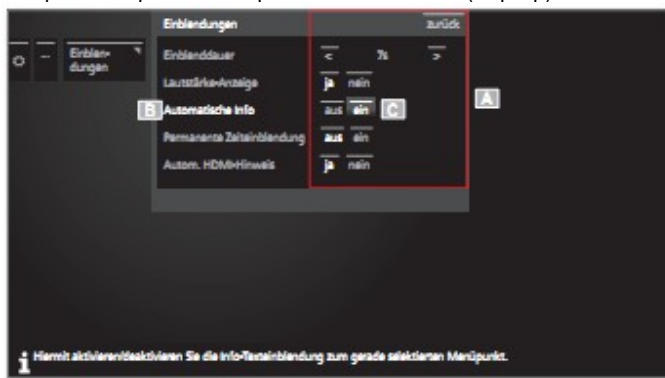 Einblendungen zurück
··· Einblen-
dungen
Einblenddauer < 7s >
Lautstärke-Anzeige ja nein
B Automatische Info aus ein C A
Permanente Zeiteinblendung aus ein
Autom. HDMI-Hinweis ja nein
i Hiermit aktivieren/deaktivieren Sie die Info-Texteinblendung zum gerade selektierten Menüpunkt.